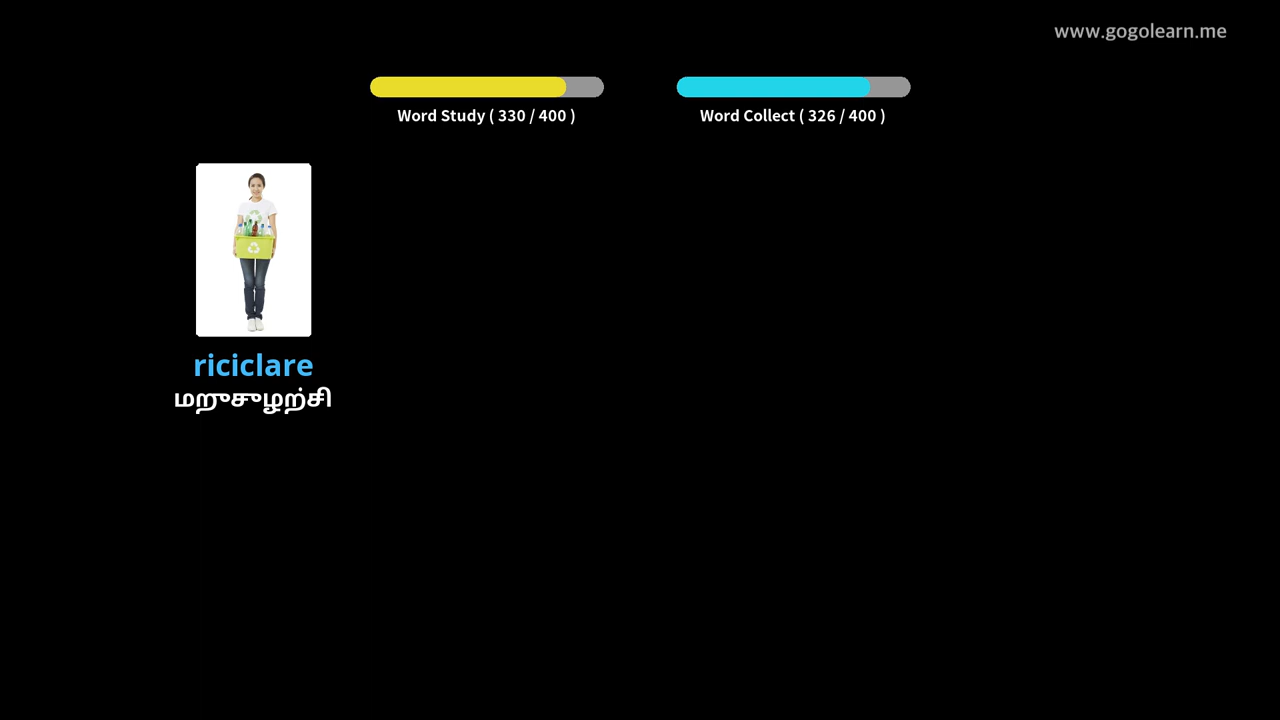 www.gogolearn.me
Word Study ( 330 / 400 )
Word Collect ( 326 / 400 )
riciclare
மறுசுழற்சி